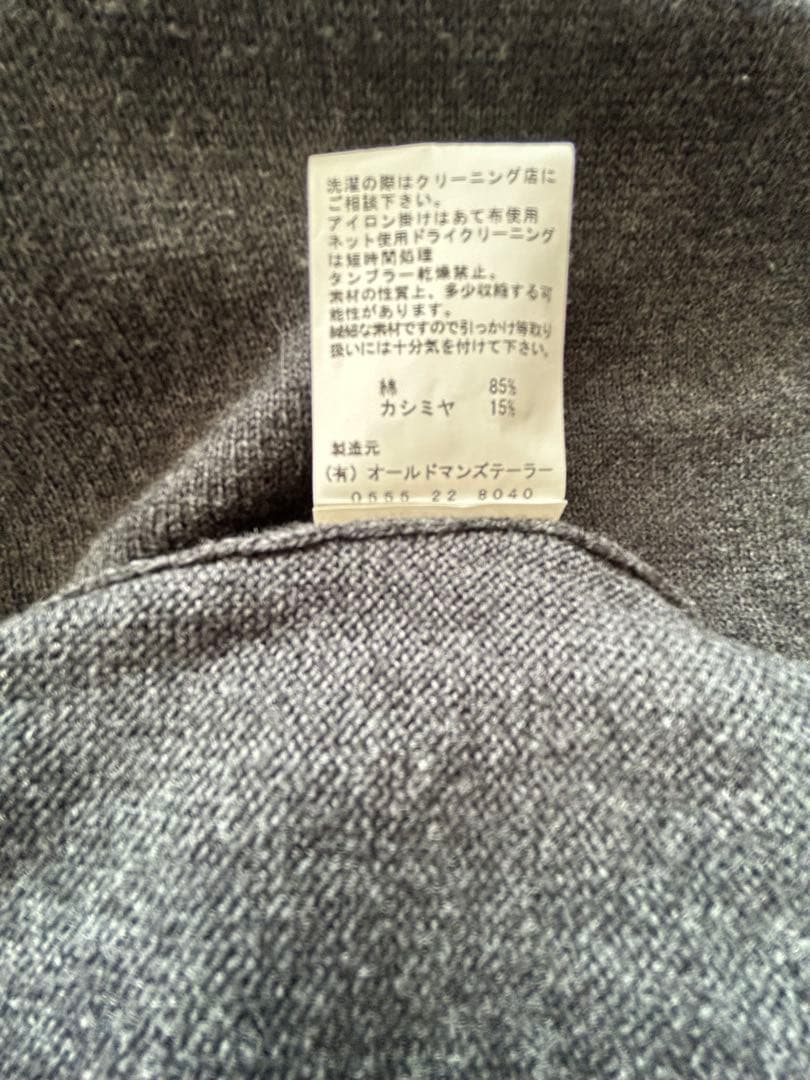 洗濯の際はクリーニング店に
ご相談下さい。
アイロン掛けはあて布使用
ネット使用ドライクリーニング
は短時間処理
タンブラー乾燥禁止。
素材の性質上、多少収縮する可
能性があります。
繊細な素材ですので引っかけ等取り
扱いには十分気を付けて下さい。
綿 85%
カシミヤ 15%
製造元
(有) オールドマンズテーラー
0555 22 8040